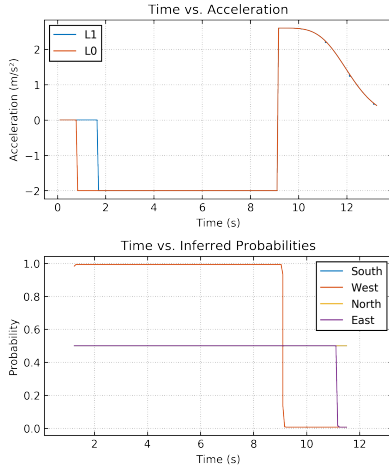 Time vs. Acceleration
L1
L0
2
1
0
−1
−2
Acceleration (m/s²)
0 2 4 6 8 10 12
Time (s)
Time vs. Inferred Probabilities
South
West
North
East
1.0
0.8
0.6
0.4
0.2
0.0
Probability
2 4 6 8 10 12
Time (s)